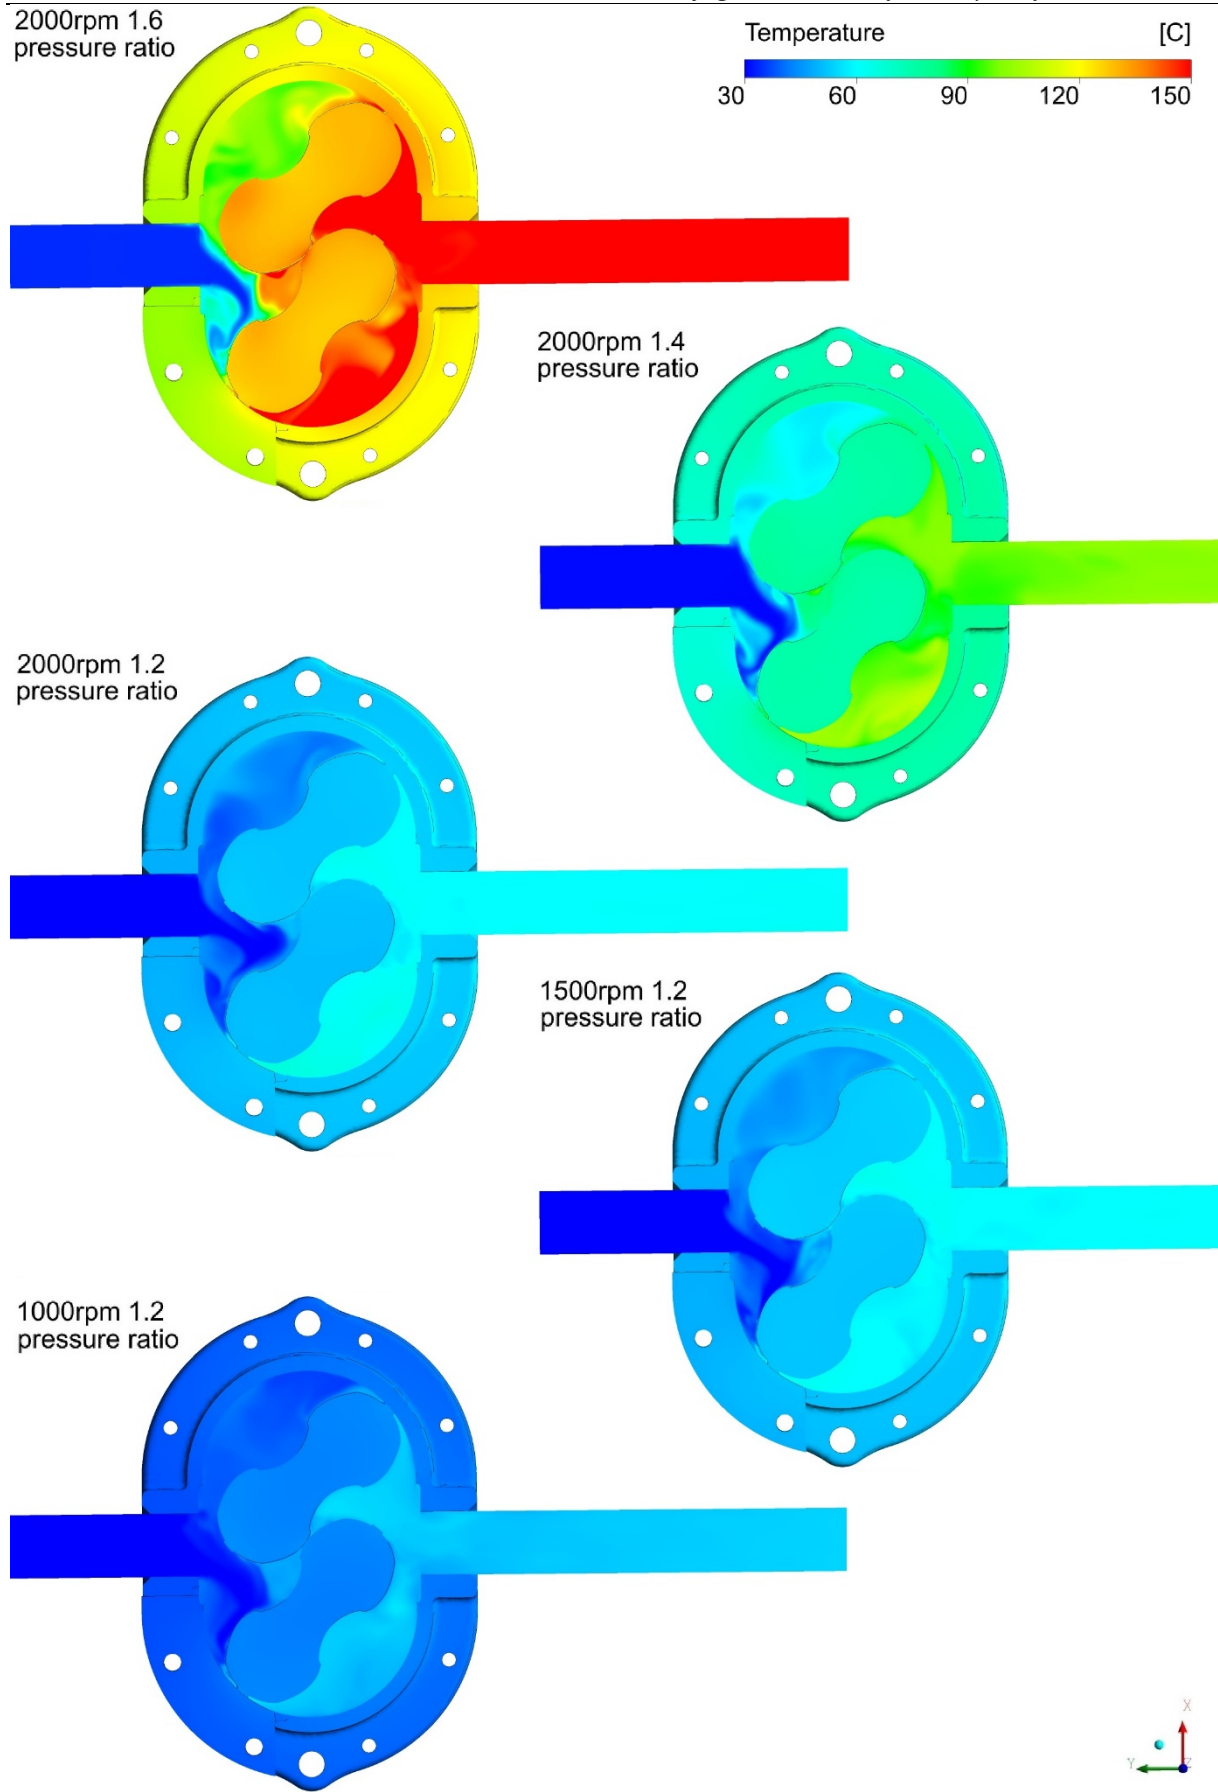 2000rpm 1.6
pressure ratio
Temperature [C]
30 60 90 120 150
2000rpm 1.4
pressure ratio
2000rpm 1.2
pressure ratio
1500rpm 1.2
pressure ratio
1000rpm 1.2
pressure ratio
X
Y Z